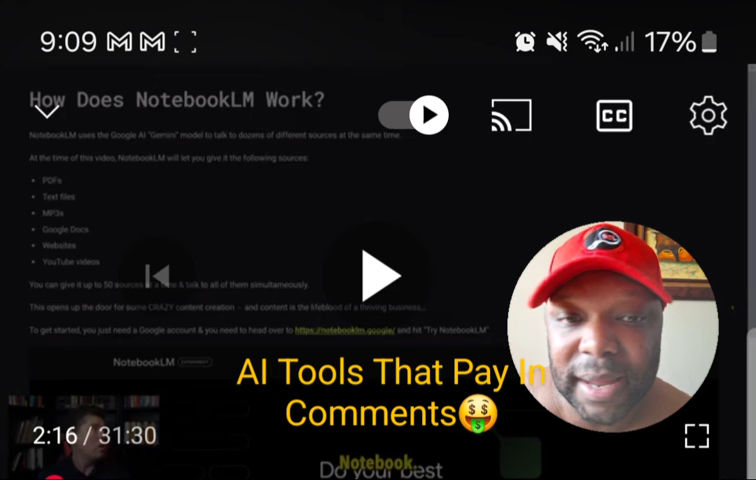 9:09
17%
How Does NotebookLM Work?
NotebookLM uses the Google AI "Gemini" model to talk to dozens of different sources at the same time.
CC
At the time of this video, NotebookLM will let you give it the following sources:
• PDFs
• Text files
• MP3s
• Google Docs
• Websites
• YouTube videos
You can give it up to 50 sources at a time & talk to all of them simultaneously.
This opens up the door for some CRAZY content creation - and content is the lifeblood of a thriving business...
To get started, you just need a Google account & you need to head over to https://notebooklm.google/ and hit "Try NotebookLM"
NotebookLM
AI Tools That Pay In
Comments🤑
2:16 / 31:30
Notebook
Do your best